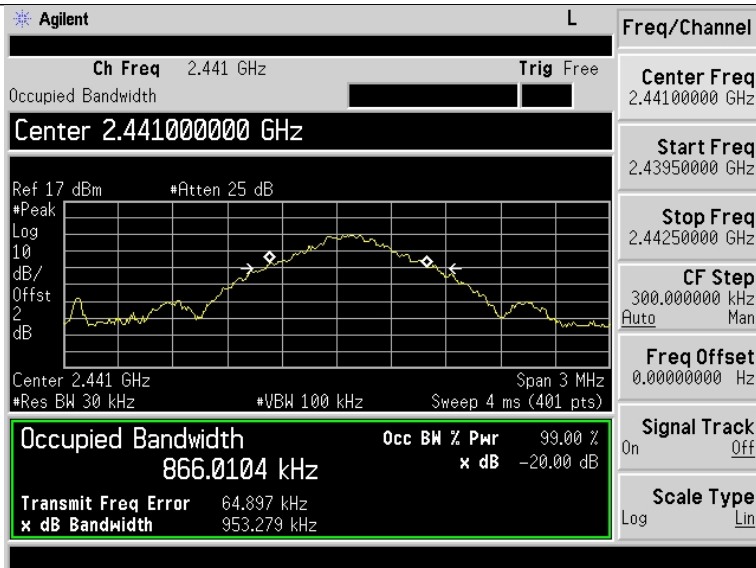 Agilent
L
Freq/Channel
Ch Freq 2.441 GHz Trig Free
Occupied Bandwidth
Center 2.441000000 GHz
Ref 17 dBm #Atten 25 dB
#Peak
Log
10
dB/
Offst
2
dB
Center 2.441 GHz Span 3 MHz
#Res BW 30 kHz #VBW 100 kHz Sweep 4 ms (401 pts)
Occupied Bandwidth
866.0104 kHz
Occ BW % Pwr 99.00 %
x dB -20.00 dB
Transmit Freq Error 64.897 kHz
x dB Bandwidth 953.279 kHz
Center Freq
2.44100000 GHz
Start Freq
2.43950000 GHz
Stop Freq
2.44250000 GHz
CF Step
300.000000 kHz
Auto Man
Freq Offset
0.00000000 Hz
Signal Track
On Off
Scale Type
Log Lin